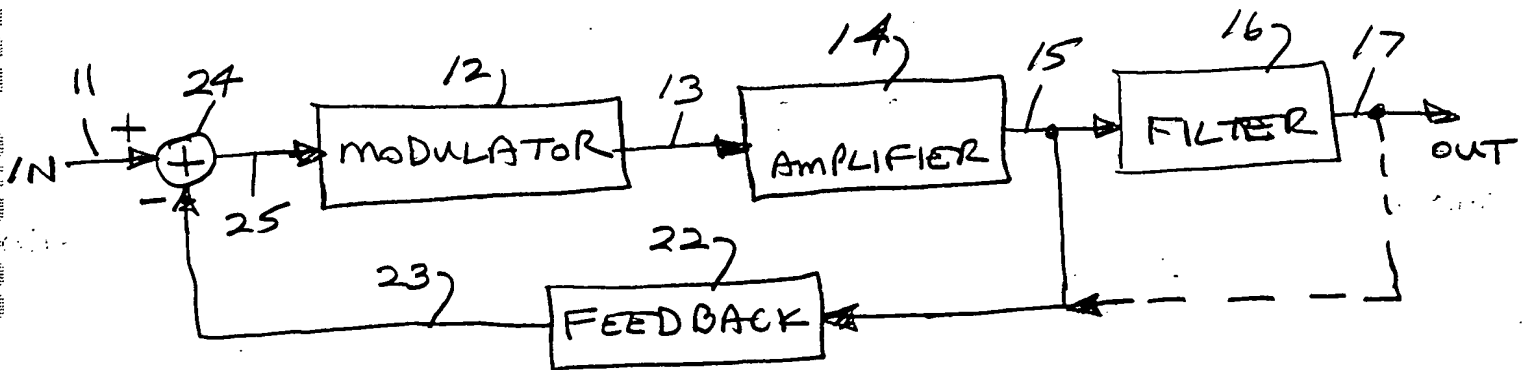 11
24
12
13
14
15
16
17
IN
+
+
-
25
MODULATOR
AMPLIFIER
FILTER
OUT
23
22
FEEDBACK